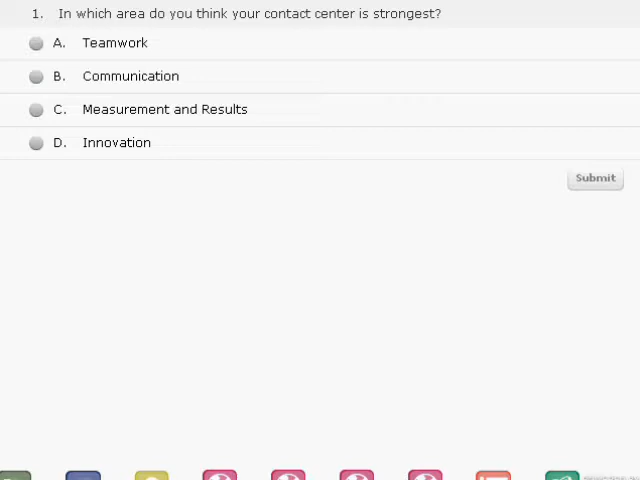 1. In which area do you think your contact center is strongest?
A. Teamwork
B. Communication
C. Measurement and Results
D. Innovation
Submit